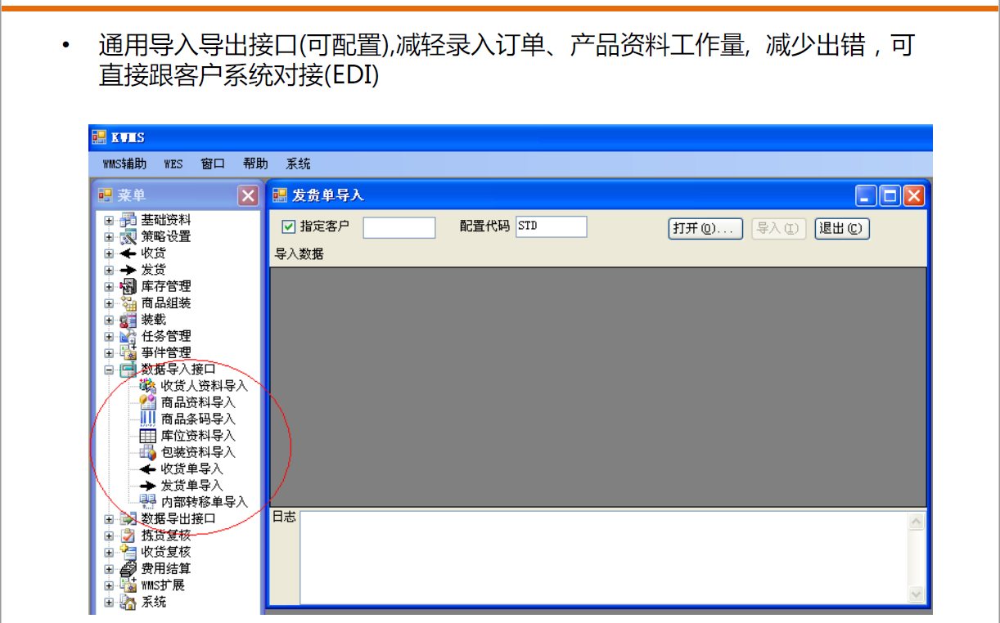 • 通用导入导出接口(可配置),减轻录入订单、产品资料工作量, 减少出错，可
直接跟客户系统对接(EDI)
KWMS
WMS辅助 WES 窗口 帮助 系统
菜单
基础资料
策略设置
收货
发货
库存管理
商品组装
装载
任务管理
事件管理
数据导入接口
收货人资料导入
商品资料导入
商品条码导入
库位资料导入
包装资料导入
收货单导入
发货单导入
内部转移单导入
数据导出接口
拣货复核
收货复核
费用结算
WMS扩展
系统
发货单导入
指定客户 配置代码 STD 打开(O)... 导入(I) 退出(C)
导入数据
日志